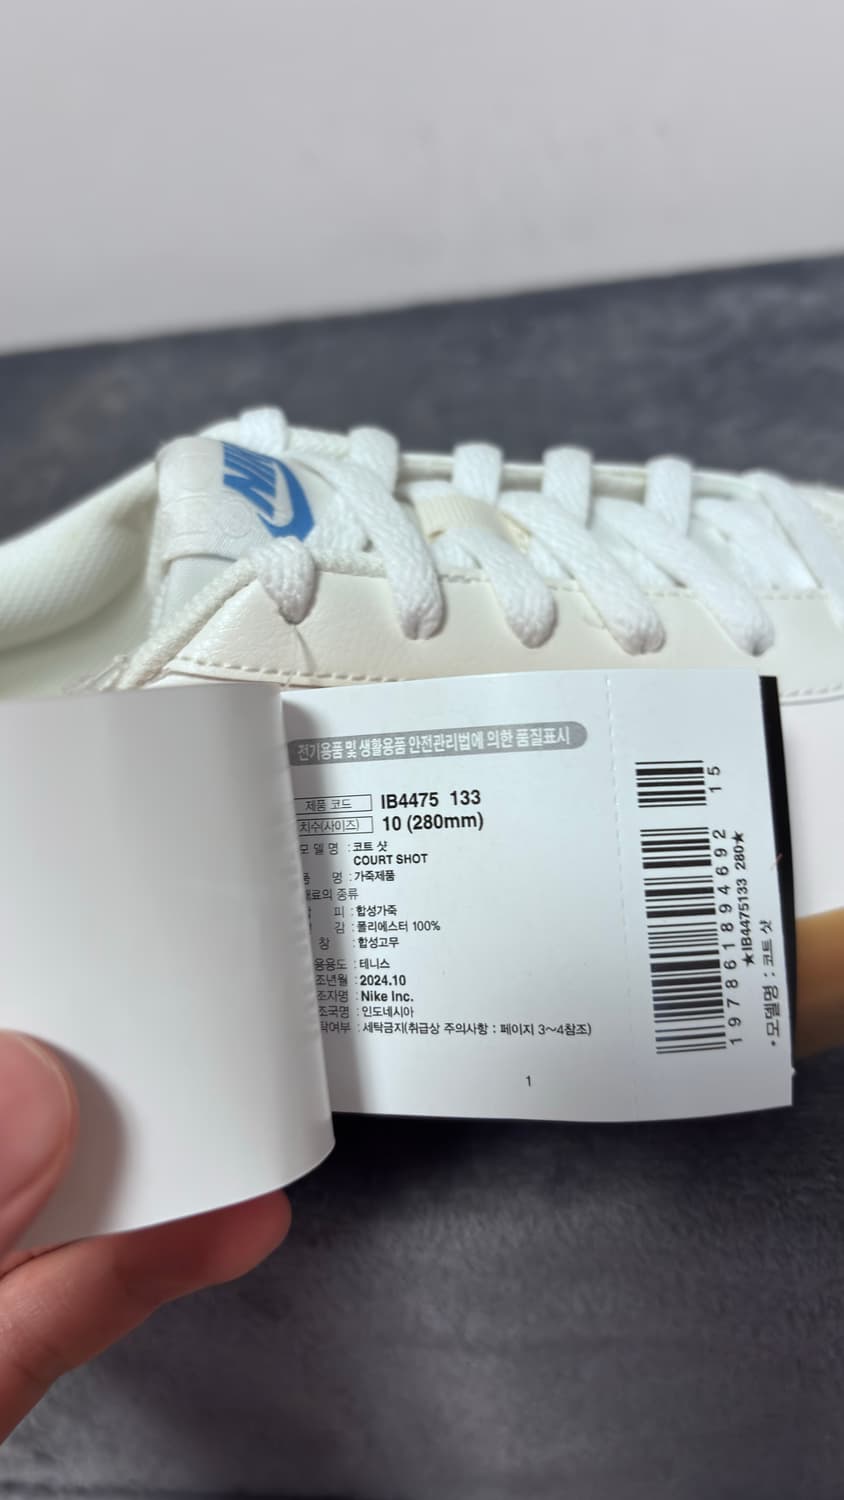 NIKE
전기용품 및 생활용품 안전관리법에 의한 품질표시
제품 코드 IB4475 133
치수(사이즈) 10 (280mm)
모 델 명 : 코트 샷
COURT SHOT
명 : 가죽제품
재료의 종류
피 : 합성가죽
감 : 폴리에스터 100%
창 : 합성고무
용용도 : 테니스
조년월 : 2024.10
조자명 : Nike Inc.
조국명 : 인도네시아
탁여부 : 세탁금지(취급상 주의사항 : 페이지 3~4참조)
1
15
197861894692
★IB4475133 280★
•모델명 : 코트 샷